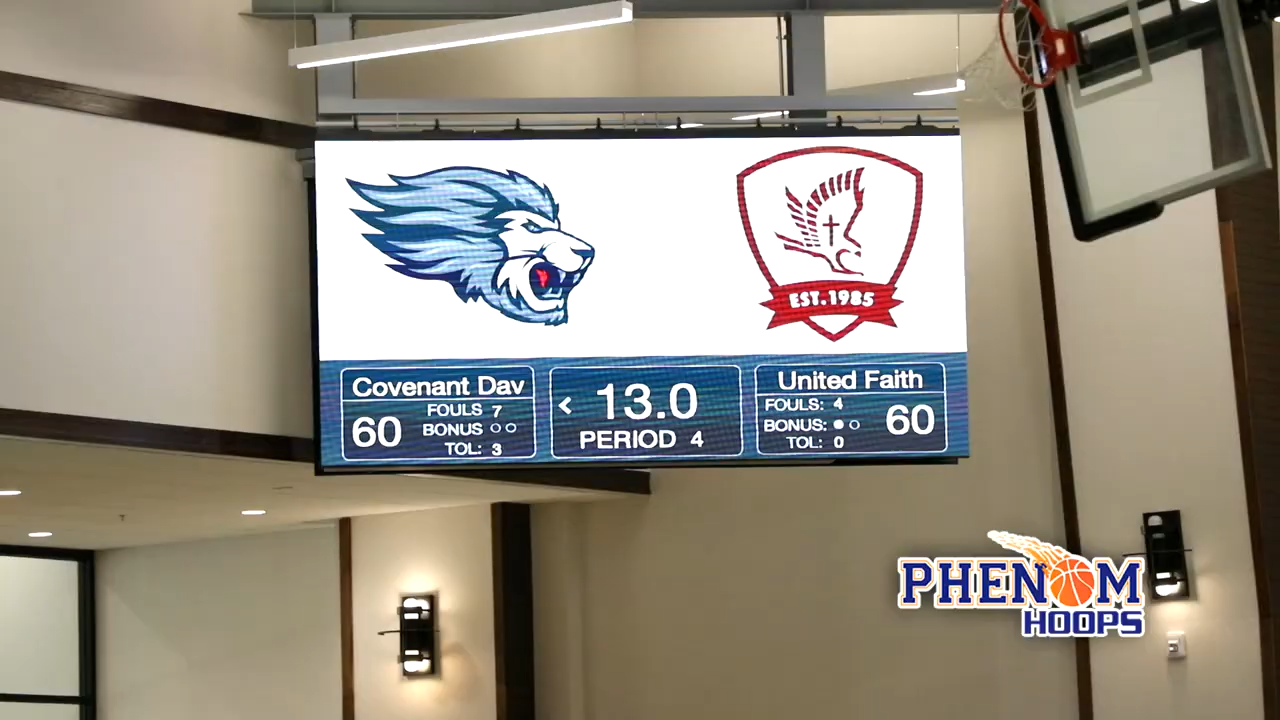 EST. 1985
Covenant Day
60
FOULS 7
BONUS
TOL: 3
< 13.0
PERIOD 4
United Faith
FOULS: 4
BONUS:
TOL: 0
60
PHENOM
HOOPS